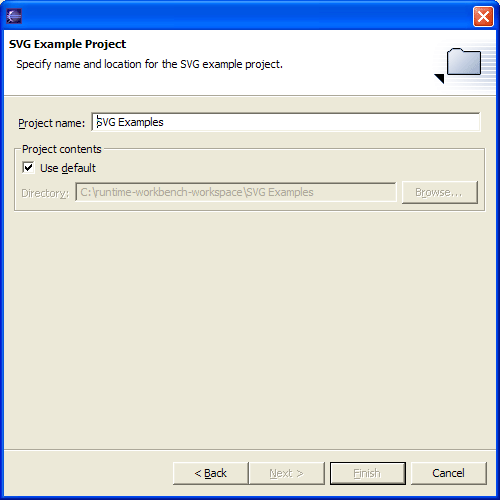 SVG Example Project
Specify name and location for the SVG example project.
Project name: SVG Examples
Project contents
Use default
Directory: C:\runtime-workbench-workspace\SVG Examples Browse...
< Back Next > Finish Cancel